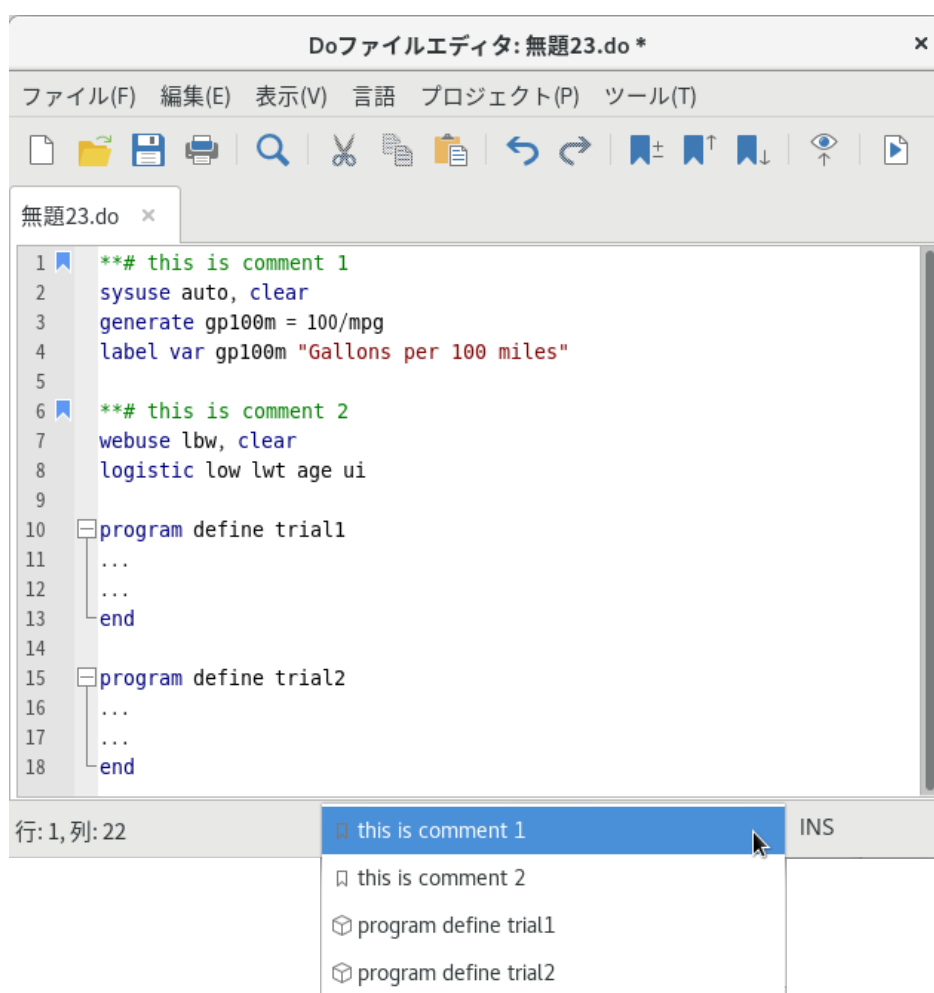 Doファイルエディタ: 無題23.do *
ファイル(F) 編集(E) 表示(V) 言語 プロジェクト(P) ツール(T)
無題23.do
1 **# this is comment 1
2 sysuse auto, clear
3 generate gp100m = 100/mpg
4 label var gp100m "Gallons per 100 miles"
5
6 **# this is comment 2
7 webuse lbw, clear
8 logistic low lwt age ui
9
10 program define trial1
11 ...
12 ...
13 end
14
15 program define trial2
16 ...
17 ...
18 end
行: 1, 列: 22 INS
this is comment 1
this is comment 2
program define trial1
program define trial2